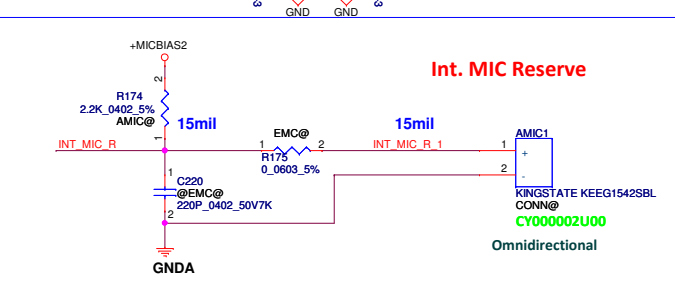 GND
GND
+MICBIAS2
Int. MIC Reserve
2
R174
2.2K_0402_5%
AMIC@
15mil
15mil
1
EMC@
AMIC1
INT_MIC_R
1
2
INT_MIC_R_1
1
+
R175
0_0603_5%
2
-
1
C220
@EMC@
220P_0402_50V7K
2
KINGSTATE KEEG1542SBL
CONN@
CY000002U00
Omnidirectional
GNDA